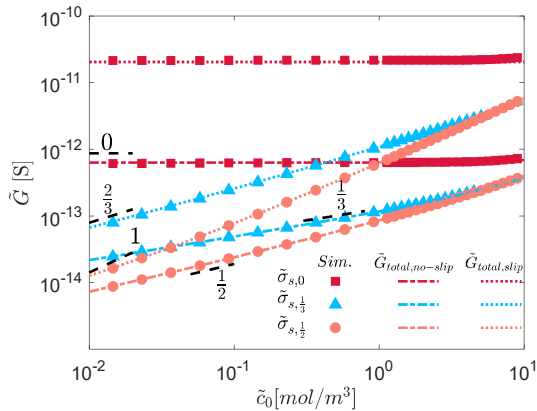 10^{-10}
10^{-11}
10^{-12}
10^{-13}
10^{-14}
G̃ [S]
0
2/3
1
1/2
1/3
Sim. G̃_{total,no−slip} G̃_{total,slip}
σ̃_{s,0}
σ̃_{s,1/3}
σ̃_{s,1/2}
10^{-2} 10^{-1} 10^{0} 10^{1}
c̃_0[mol/m^3]